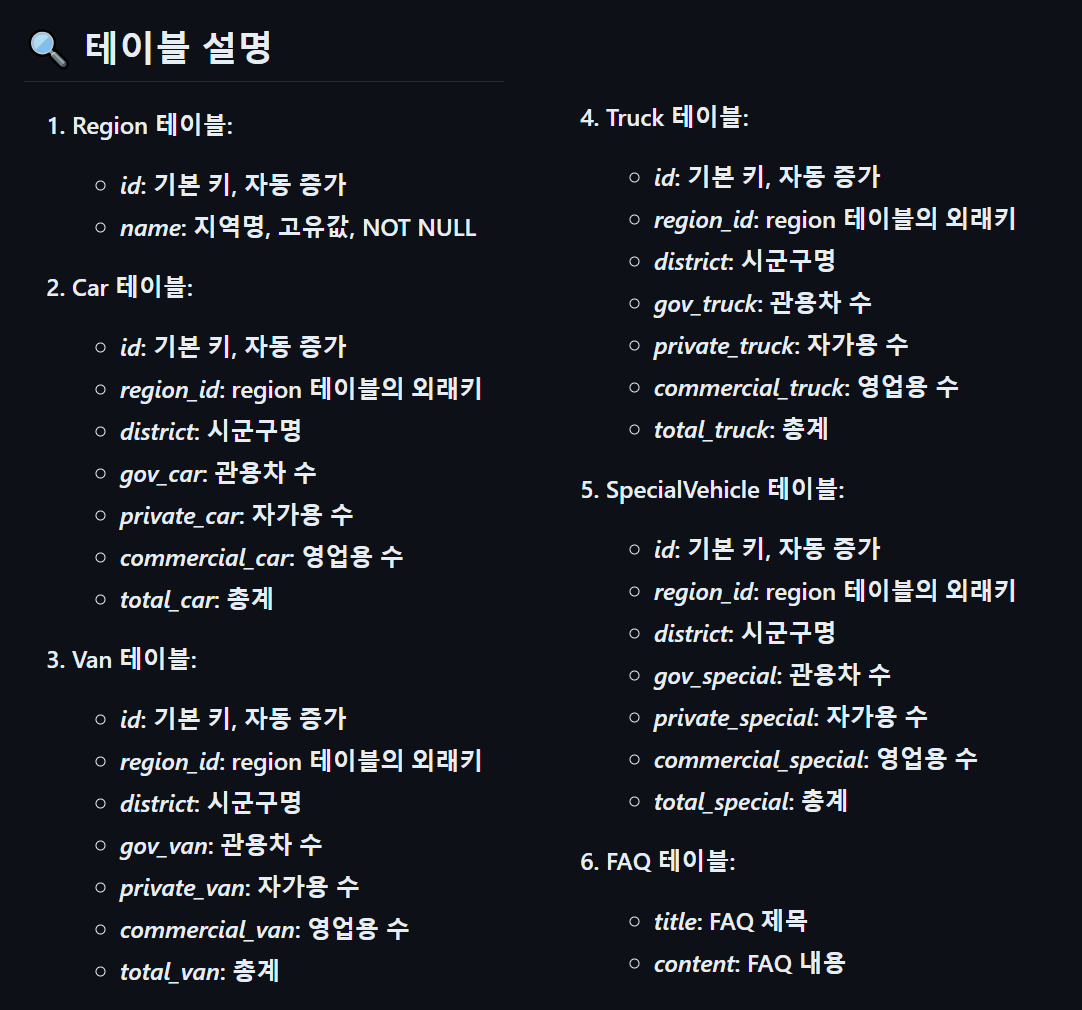 🔍 테이블 설명
1. Region 테이블:
○ id: 기본 키, 자동 증가
○ name: 지역명, 고유값, NOT NULL
2. Car 테이블:
○ id: 기본 키, 자동 증가
○ region_id: region 테이블의 외래키
○ district: 시군구명
○ gov_car: 관용차 수
○ private_car: 자가용 수
○ commercial_car: 영업용 수
○ total_car: 총계
3. Van 테이블:
○ id: 기본 키, 자동 증가
○ region_id: region 테이블의 외래키
○ district: 시군구명
○ gov_van: 관용차 수
○ private_van: 자가용 수
○ commercial_van: 영업용 수
○ total_van: 총계
4. Truck 테이블:
○ id: 기본 키, 자동 증가
○ region_id: region 테이블의 외래키
○ district: 시군구명
○ gov_truck: 관용차 수
○ private_truck: 자가용 수
○ commercial_truck: 영업용 수
○ total_truck: 총계
5. SpecialVehicle 테이블:
○ id: 기본 키, 자동 증가
○ region_id: region 테이블의 외래키
○ district: 시군구명
○ gov_special: 관용차 수
○ private_special: 자가용 수
○ commercial_special: 영업용 수
○ total_special: 총계
6. FAQ 테이블:
○ title: FAQ 제목
○ content: FAQ 내용